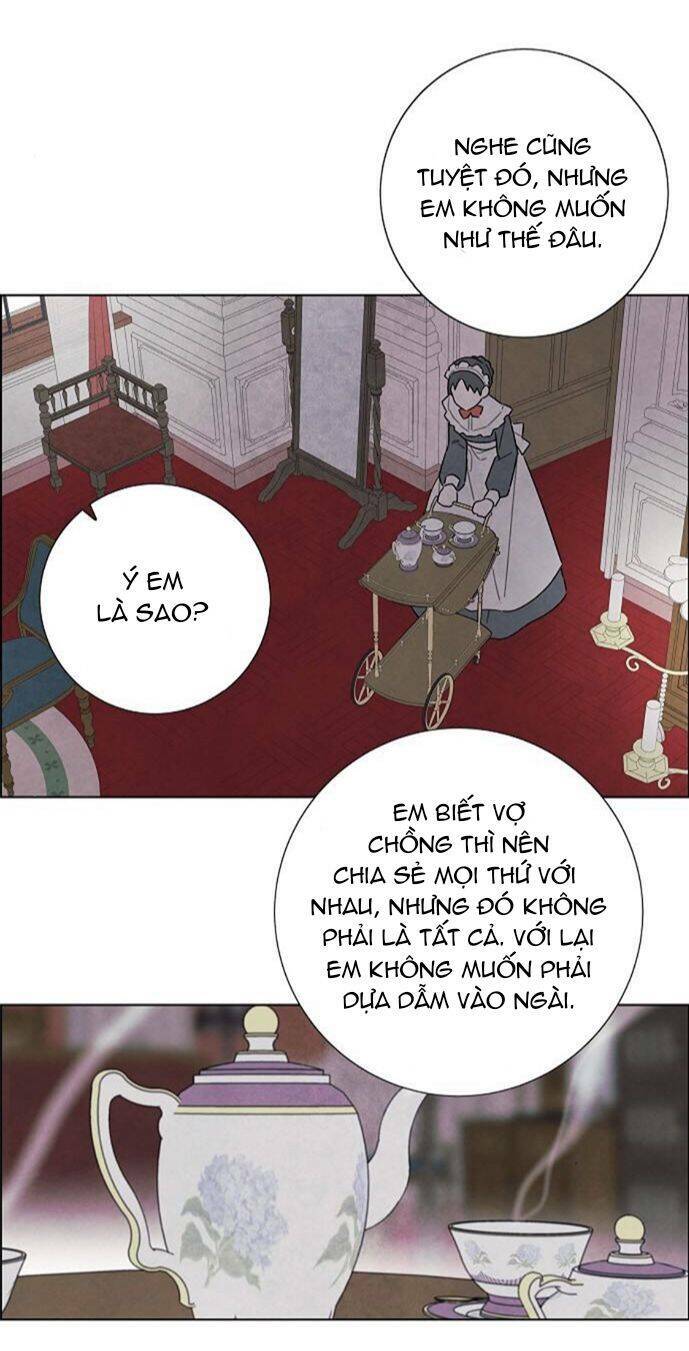 NGHE CŨNG
TUYỆT ĐÓ, NHƯNG
EM KHÔNG MUỐN
NHƯ THẾ ĐÂU.
Ý EM
LÀ SAO?
EM BIẾT VỢ
CHỒNG THÌ NÊN
CHIA SẺ MỌI THỨ VỚI
NHAU, NHƯNG ĐÓ KHÔNG
PHẢI LÀ TẤT CẢ. VỚI LẠI
EM KHÔNG MUỐN PHẢI
DỰA DẪM VÀO NGÀI.